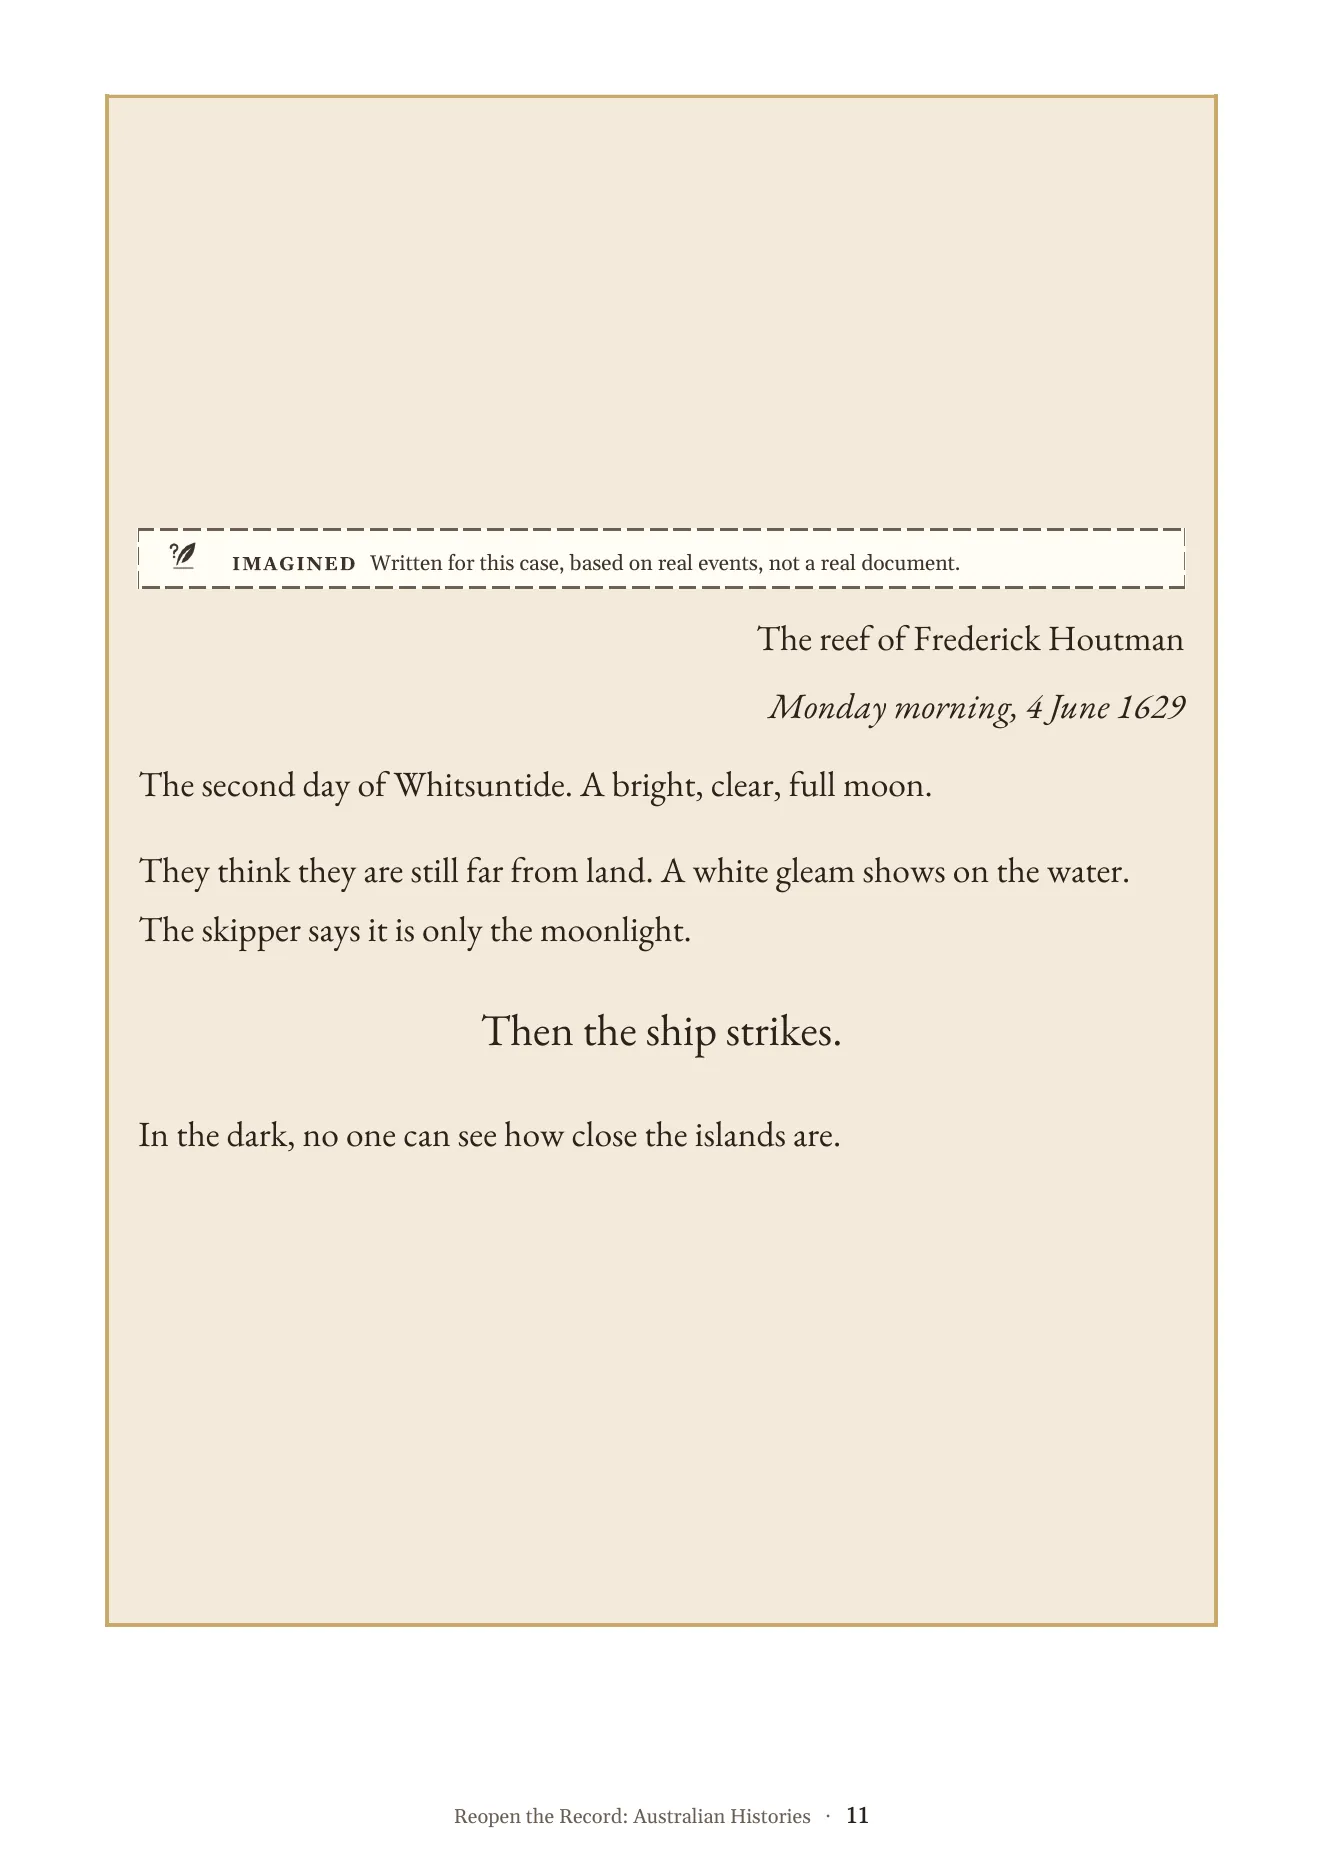 IMAGINED Written for this case, based on real events, not a real document.
The reef of Frederick Houtman
Monday morning, 4 June 1629
The second day of Whitsuntide. A bright, clear, full moon.
They think they are still far from land. A white gleam shows on the water.
The skipper says it is only the moonlight.
Then the ship strikes.
In the dark, no one can see how close the islands are.
Reopen the Record: Australian Histories · 11